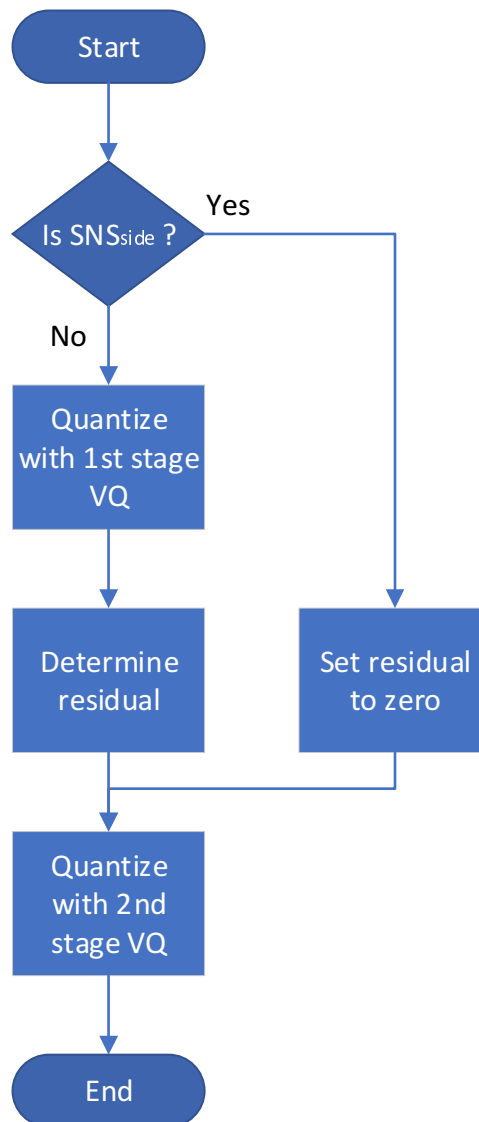 Start
Yes
Is SNSside ?
No
Quantize
with 1st stage
VQ
Determine
residual
Set residual
to zero
Quantize
with 2nd
stage VQ
End